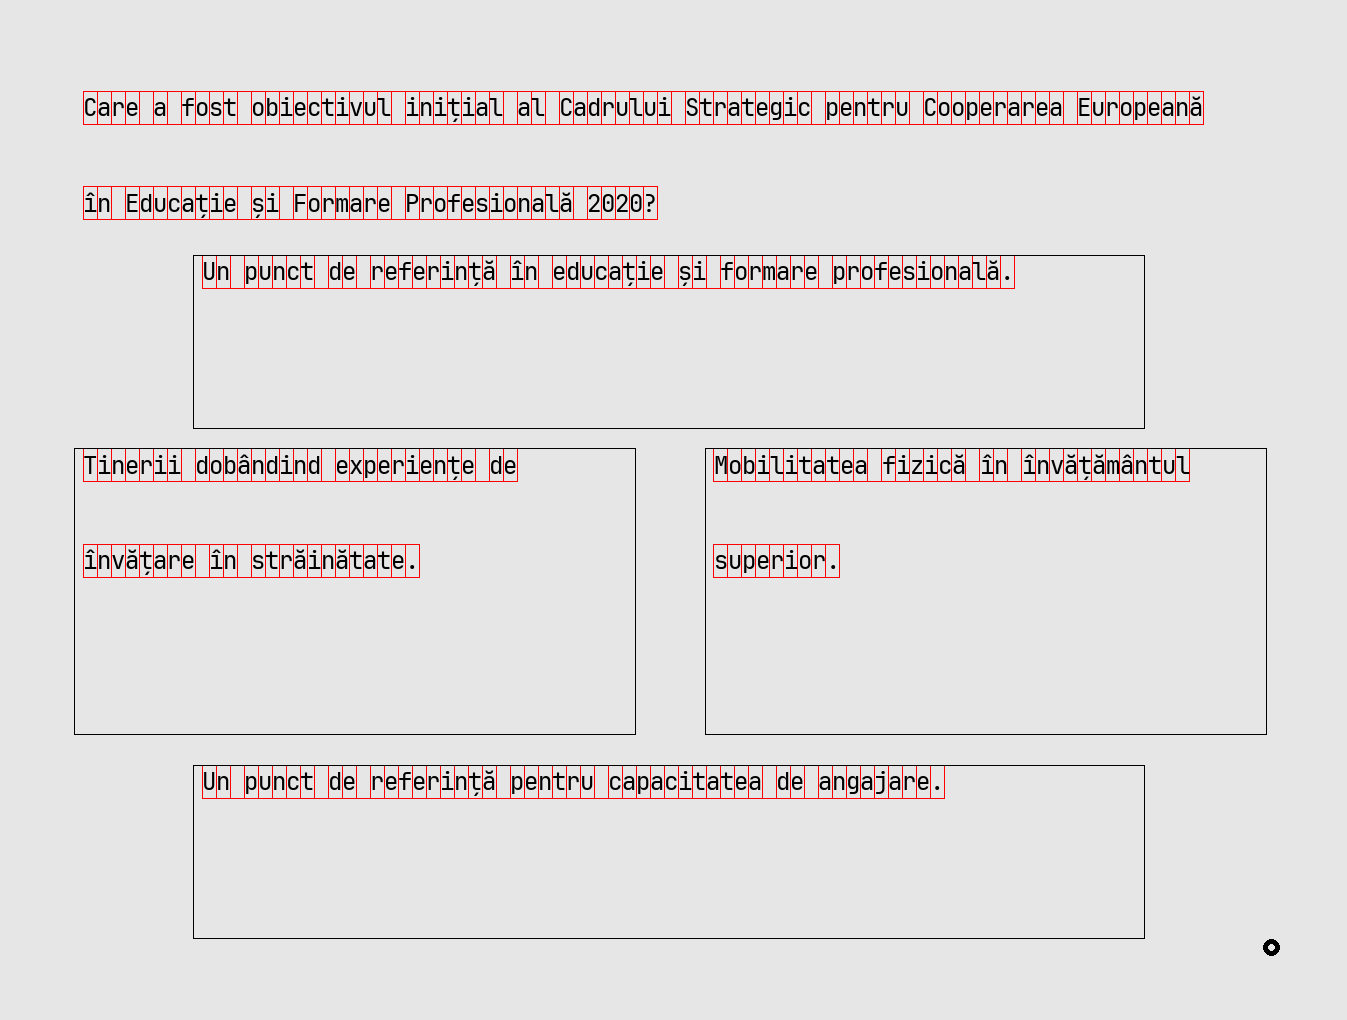 Care a fost obiectivul inițial al Cadrului Strategic pentru Cooperarea Europeană
în Educație și Formare Profesională 2020?
Un punct de referință în educație și formare profesională.
Tinerii dobândind experiențe de
învățare în străinătate.
Mobilitatea fizică în învățământul
superior.
Un punct de referință pentru capacitatea de angajare.